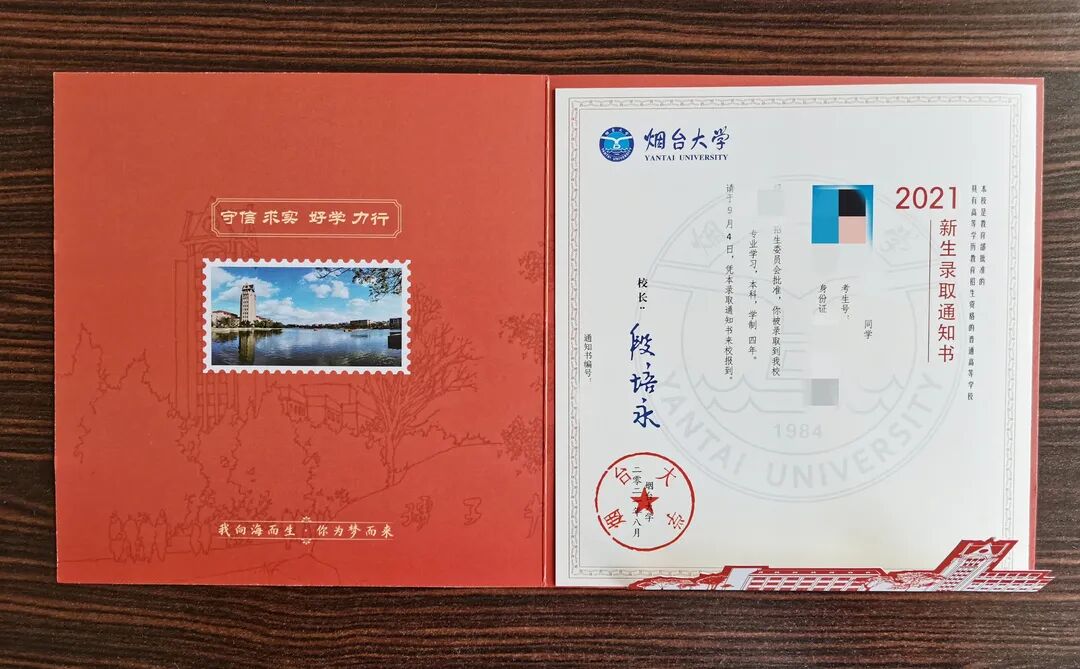 守信 求实 好学 力行
我向海而生·你为梦而来
烟台大学
YANTAI UNIVERSITY
本校是教育部批准的
具有高等学历教育招生资格的普通高等学校
2021
新生录取通知书
同学
考生号:
身份证
招生委员会批准,你被录取到我校
专业学习,本科,学制 四年。
请于9月4日,凭本录取通知书来校报到。
校长:
段培永
通知书编号:
烟台大学
二零二一年八月
烟台大学
1984
YANTAI UNIVERSITY